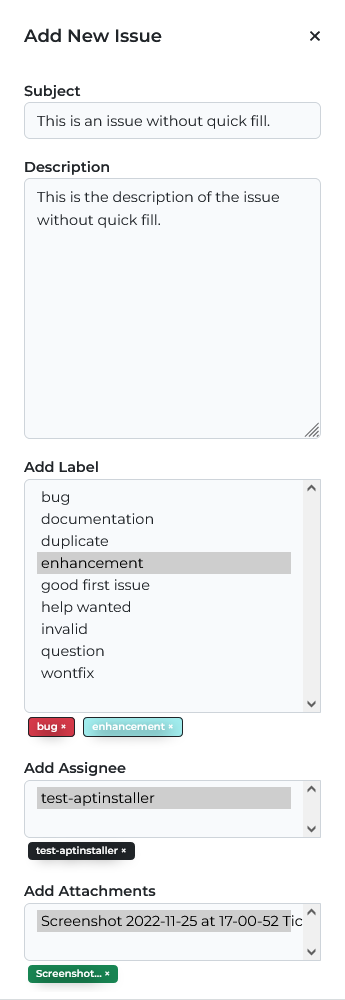 Add New Issue ×
Subject
This is an issue without quick fill.
Description
This is the description of the issue
without quick fill.
Add Label
bug
documentation
duplicate
enhancement
good first issue
help wanted
invalid
question
wontfix
bug × enhancement ×
Add Assignee
test-aptinstaller
test-aptinstaller ×
Add Attachments
Screenshot 2022-11-25 at 17-00-52 Tic
Screenshot... ×